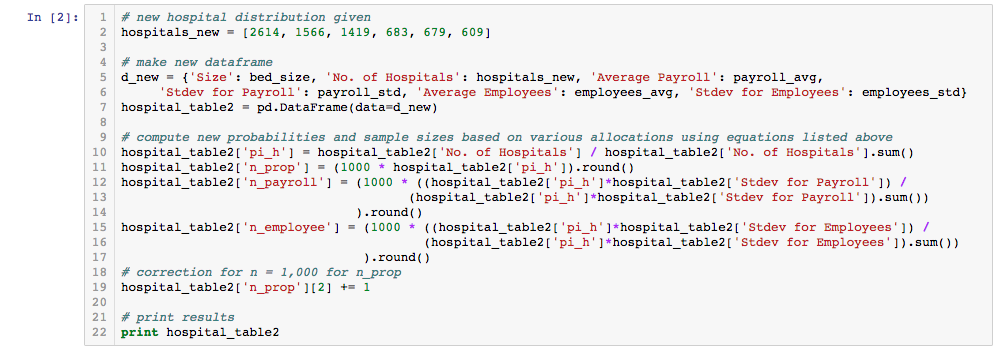 In [2]:
1 # new hospital distribution given
2 hospitals_new = [2614, 1566, 1419, 683, 679, 609]
3
4 # make new dataframe
5 d_new = {'Size': bed_size, 'No. of Hospitals': hospitals_new, 'Average Payroll': payroll_avg,
6      'Stdev for Payroll': payroll_std, 'Average Employees': employees_avg, 'Stdev for Employees': employees_std}
7 hospital_table2 = pd.DataFrame(data=d_new)
8
9 # compute new probabilities and sample sizes based on various allocations using equations listed above
10 hospital_table2['pi_h'] = hospital_table2['No. of Hospitals'] / hospital_table2['No. of Hospitals'].sum()
11 hospital_table2['n_prop'] = (1000 * hospital_table2['pi_h']).round()
12 hospital_table2['n_payroll'] = (1000 * ((hospital_table2['pi_h']*hospital_table2['Stdev for Payroll']) /
13                                        (hospital_table2['pi_h']*hospital_table2['Stdev for Payroll']).sum())
14                                ).round()
15 hospital_table2['n_employee'] = (1000 * ((hospital_table2['pi_h']*hospital_table2['Stdev for Employees']) /
16                                         (hospital_table2['pi_h']*hospital_table2['Stdev for Employees']).sum())
17                                 ).round()
18 # correction for n = 1,000 for n_prop
19 hospital_table2['n_prop'][2] += 1
20
21 # print results
22 print hospital_table2